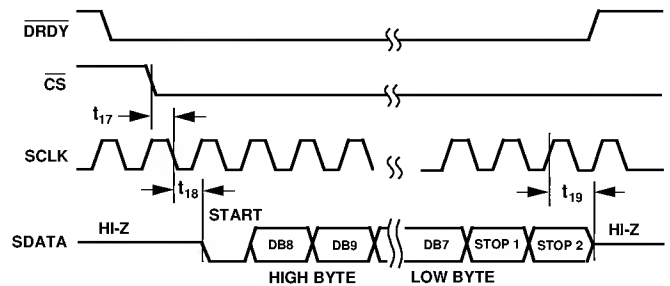 DRDY
CS
t17
SCLK
t18
START
t19
HI-Z
HI-Z
SDATA
DB8
DB9
DB7
STOP 1
STOP 2
HIGH BYTE
LOW BYTE